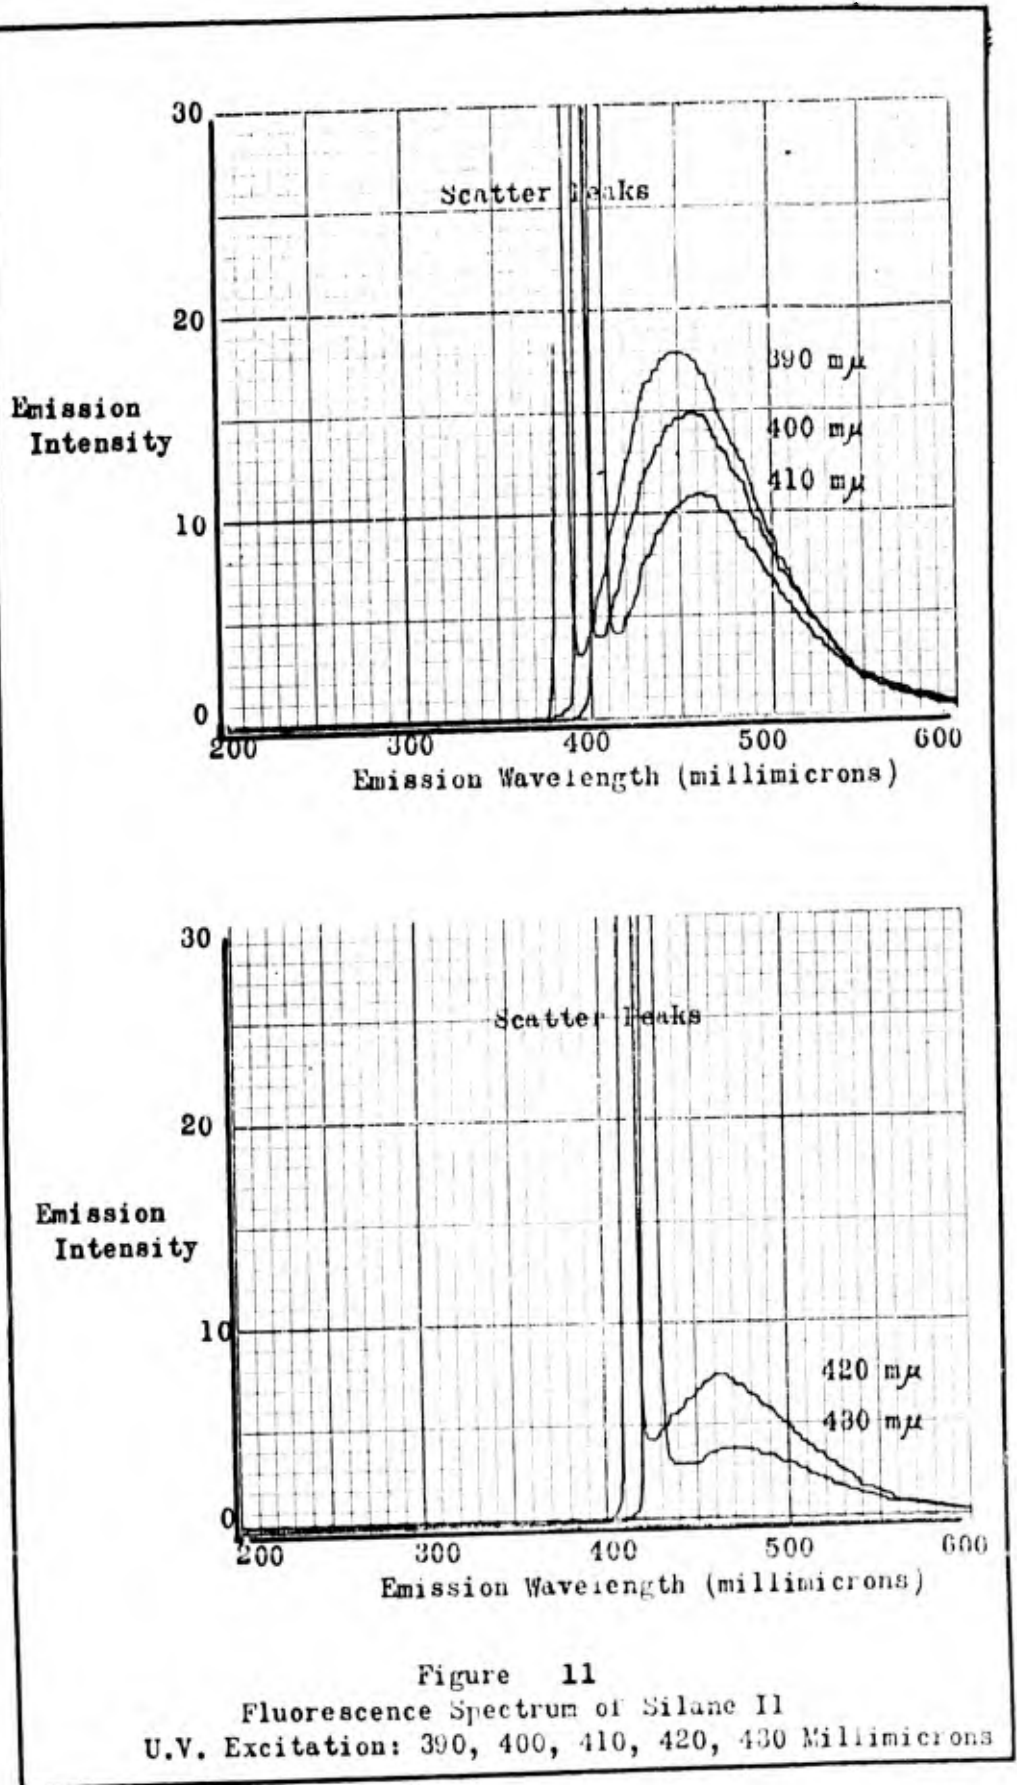 30
Scatter Peaks
20
390 mµ
Emission
Intensity
400 mµ
410 mµ
10
0
200 300 400 500 600
Emission Wavelength (millimicrons)
30
Scatter Peaks
20
Emission
Intensity
10
420 mµ
430 mµ
0
200 300 400 500 600
Emission Wavelength (millimicrons)
Figure 11
Fluorescence Spectrum of Silane II
U.V. Excitation: 390, 400, 410, 420, 430 Millimicrons